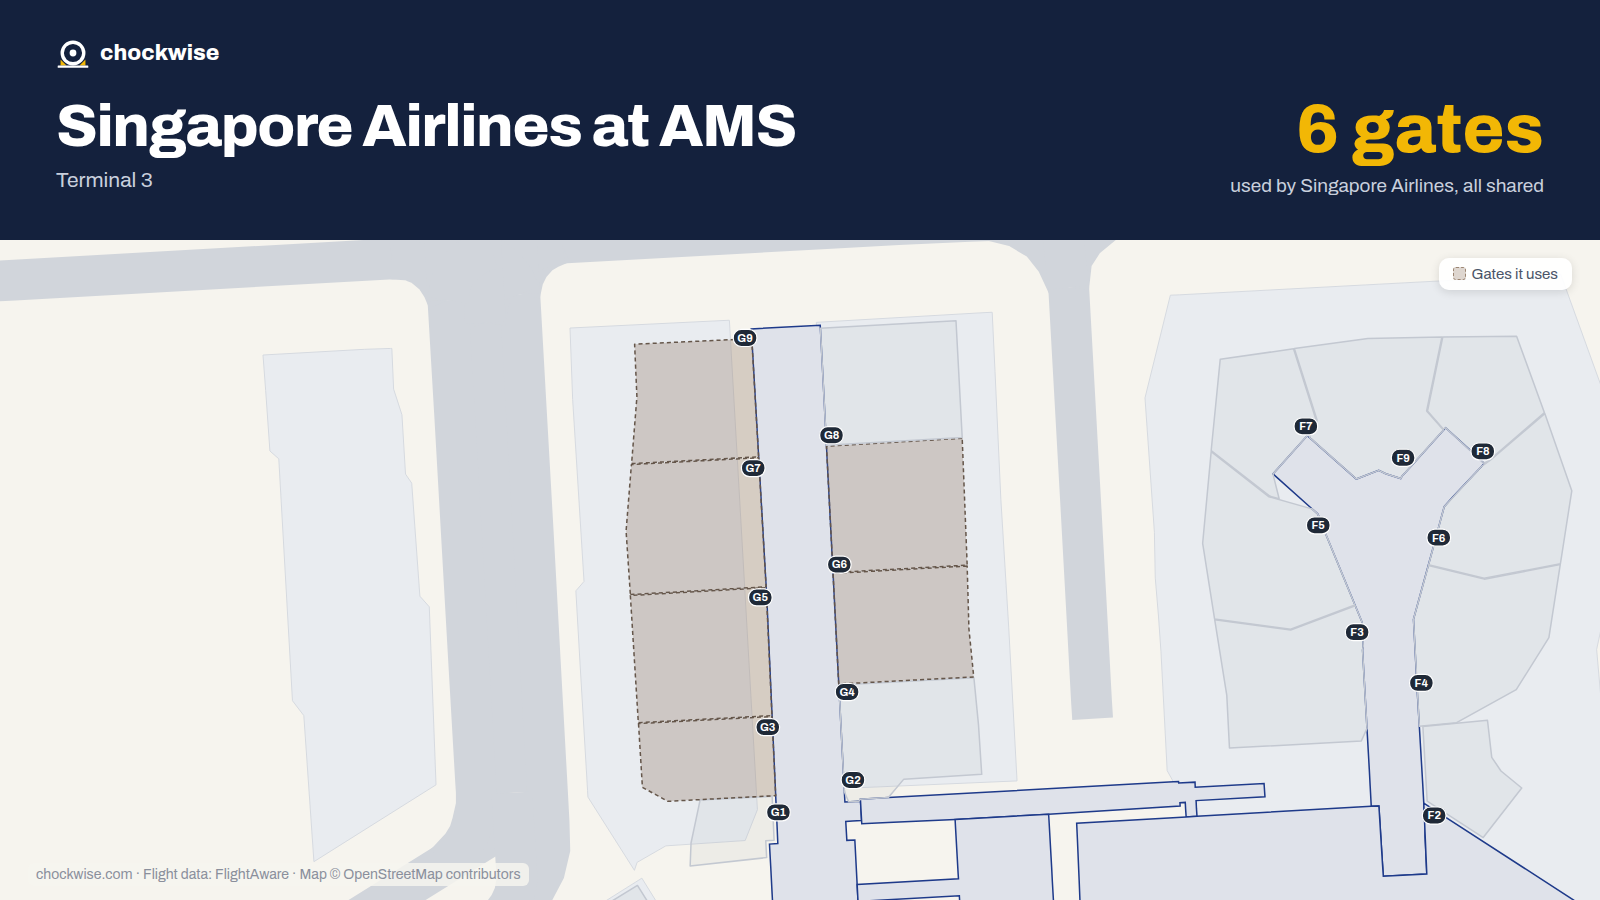 chockwise
Singapore Airlines at AMS
Terminal 3
6 gates
used by Singapore Airlines, all shared
Gates it uses
G9
G8
G7
G6
G5
G4
G3
G2
G1
F7
F9
F8
F5
F6
F3
F4
F2
chockwise.com · Flight data: FlightAware · Map © OpenStreetMap contributors